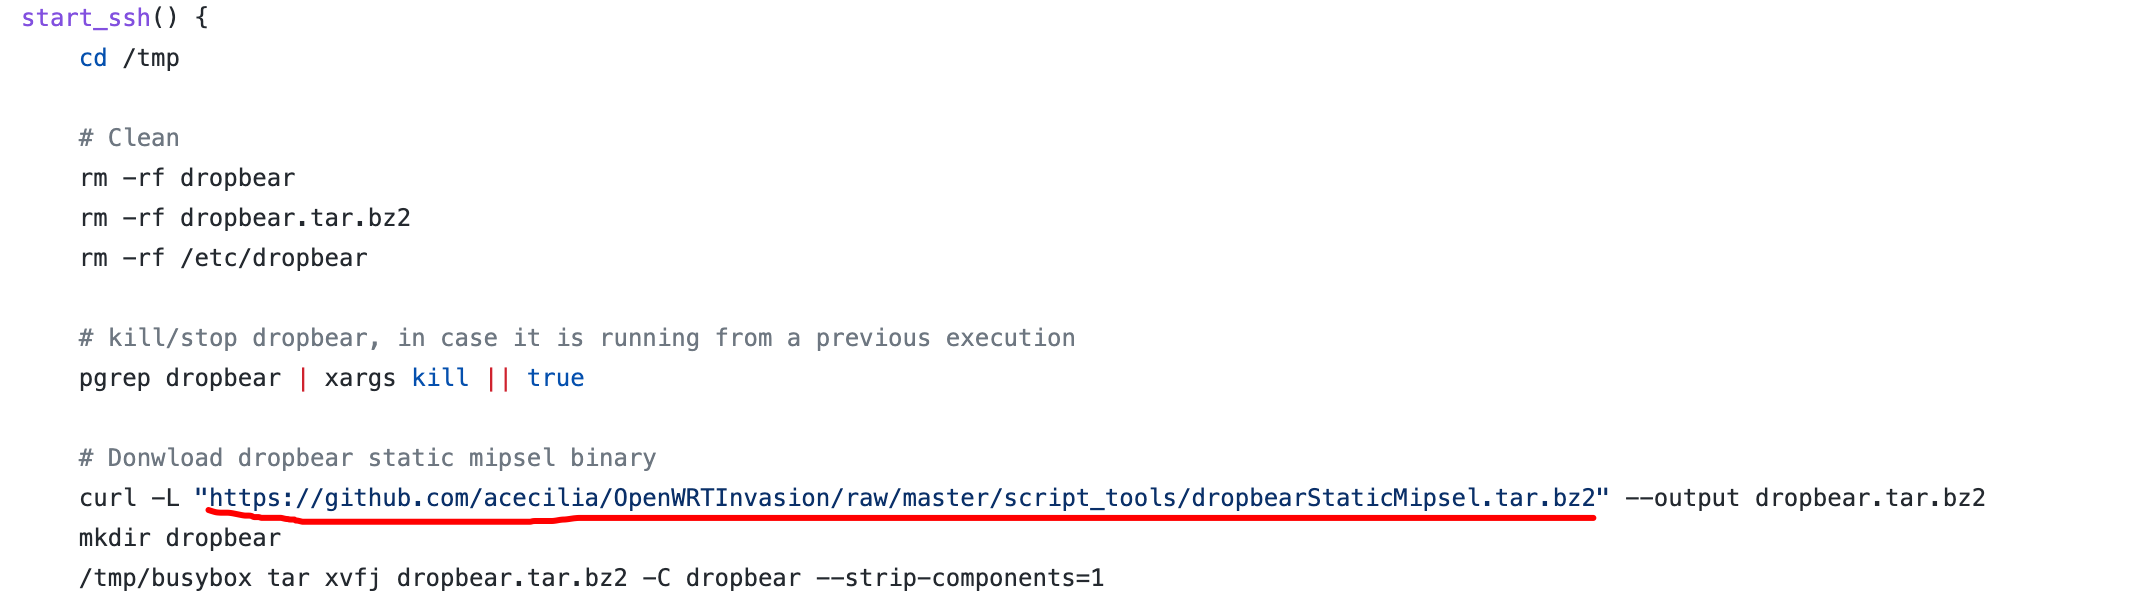 start_ssh() {
cd /tmp
# Clean
rm -rf dropbear
rm -rf dropbear.tar.bz2
rm -rf /etc/dropbear
# kill/stop dropbear, in case it is running from a previous execution
pgrep dropbear | xargs kill || true
# Donwload dropbear static mipsel binary
curl -L "https://github.com/acecilia/OpenWRTInvasion/raw/master/script_tools/dropbearStaticMipsel.tar.bz2" --output dropbear.tar.bz2
mkdir dropbear
/tmp/busybox tar xvfj dropbear.tar.bz2 -C dropbear --strip-components=1